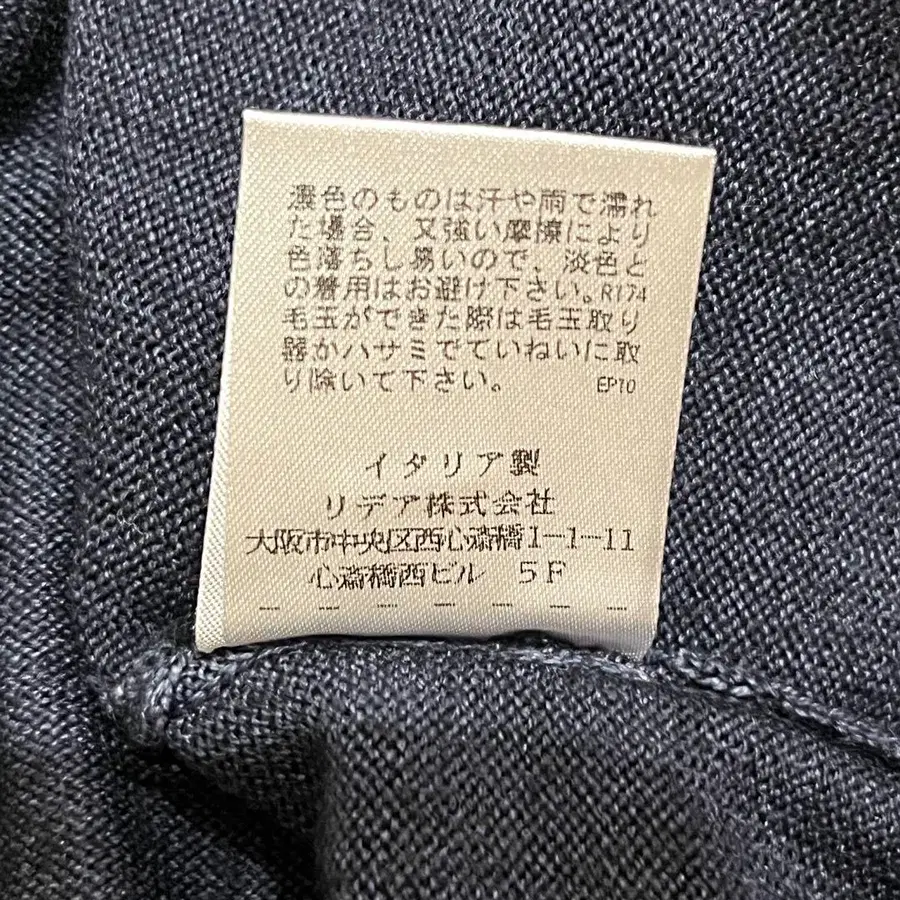 濃色のものは汗や雨で濡れ
た場合、又強い摩擦により
色落ちし易いので、淡色と
の着用はお避け下さい。R174
毛玉ができた際は毛玉取り
器かハサミでていねいに取
り除いて下さい。 EP10
イタリア製
リデア株式会社
大阪市中央区西心斎橋1-1-11
心斎橋西ビル 5F